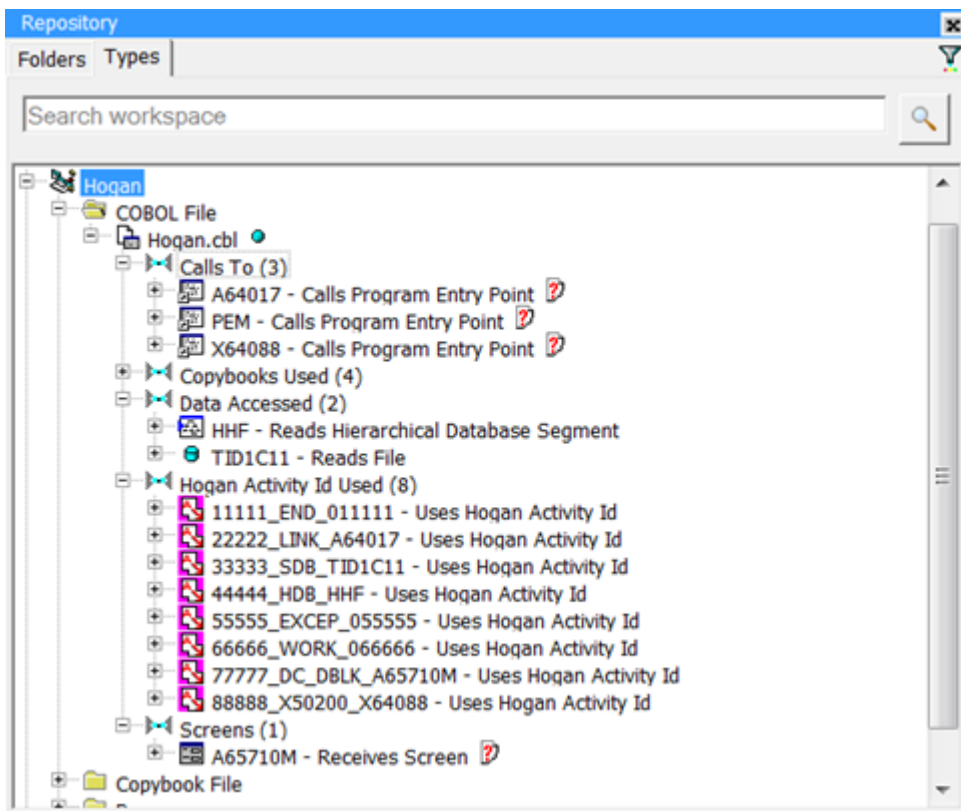 Repository
Folders Types
Search workspace
Hogan
COBOL File
Hogan.cbl
Calls To (3)
A64017 - Calls Program Entry Point
PEM - Calls Program Entry Point
X64088 - Calls Program Entry Point
Copybooks Used (4)
Data Accessed (2)
HHF - Reads Hierarchical Database Segment
TID1C11 - Reads File
Hogan Activity Id Used (8)
11111_END_011111 - Uses Hogan Activity Id
22222_LINK_A64017 - Uses Hogan Activity Id
33333_SDB_TID1C11 - Uses Hogan Activity Id
44444_HDB_HHF - Uses Hogan Activity Id
55555_EXCEP_055555 - Uses Hogan Activity Id
66666_WORK_066666 - Uses Hogan Activity Id
77777_DC_DBLK_A65710M - Uses Hogan Activity Id
88888_X50200_X64088 - Uses Hogan Activity Id
Screens (1)
A65710M - Receives Screen
Copybook File